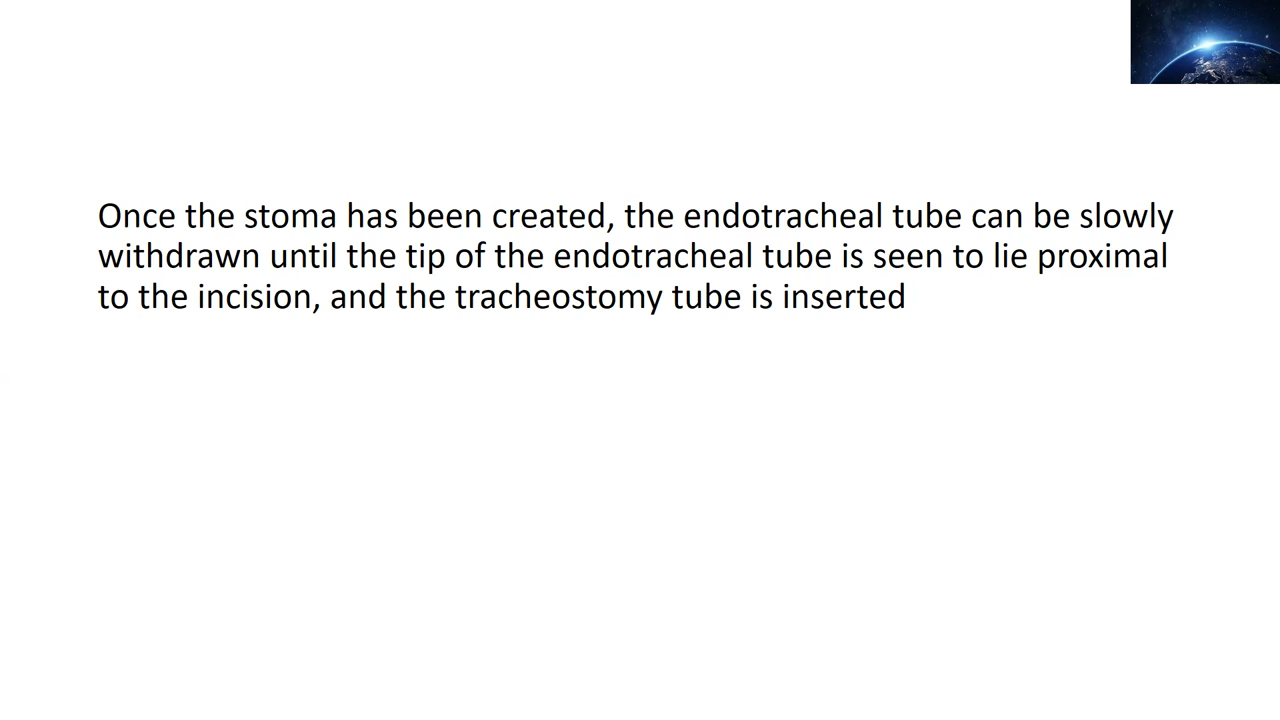 Once the stoma has been created, the endotracheal tube can be slowly
withdrawn until the tip of the endotracheal tube is seen to lie proximal
to the incision, and the tracheostomy tube is inserted